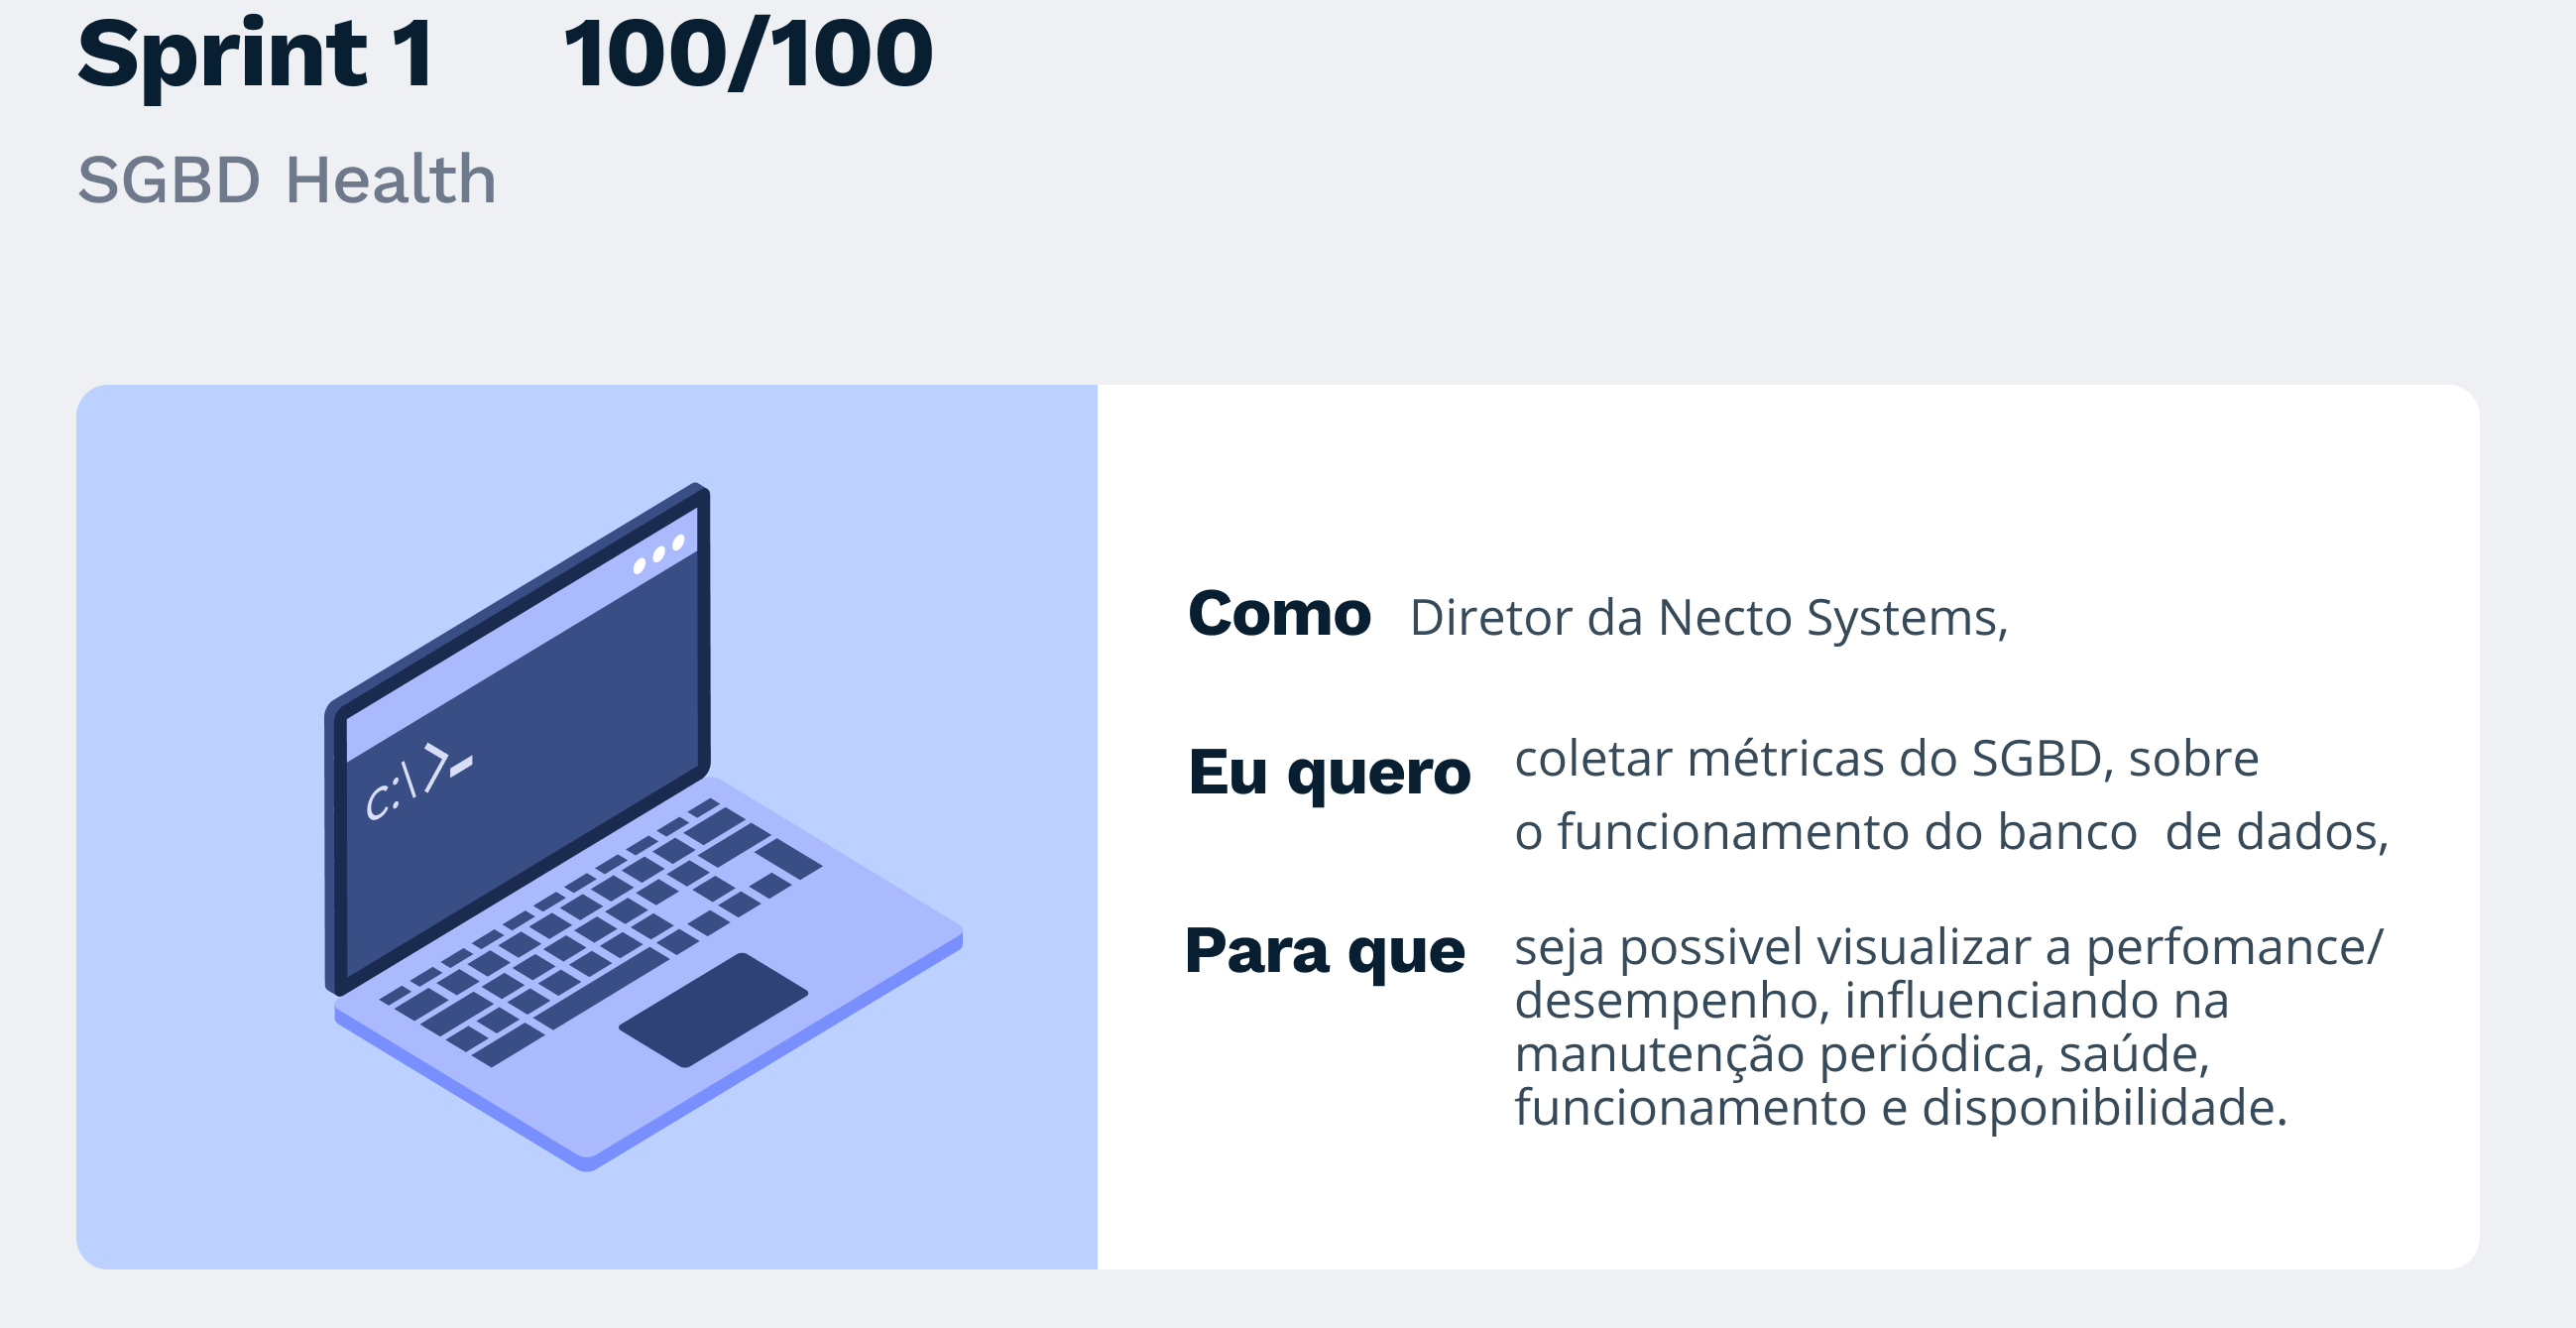 Sprint 1 100/100
SGBD Health
c:\>-
Como Diretor da Necto Systems,
Eu quero coletar métricas do SGBD, sobre
o funcionamento do banco  de dados,
Para que seja possivel visualizar a perfomance/
desempenho, influenciando na
manutenção periódica, saúde,
funcionamento e disponibilidade.